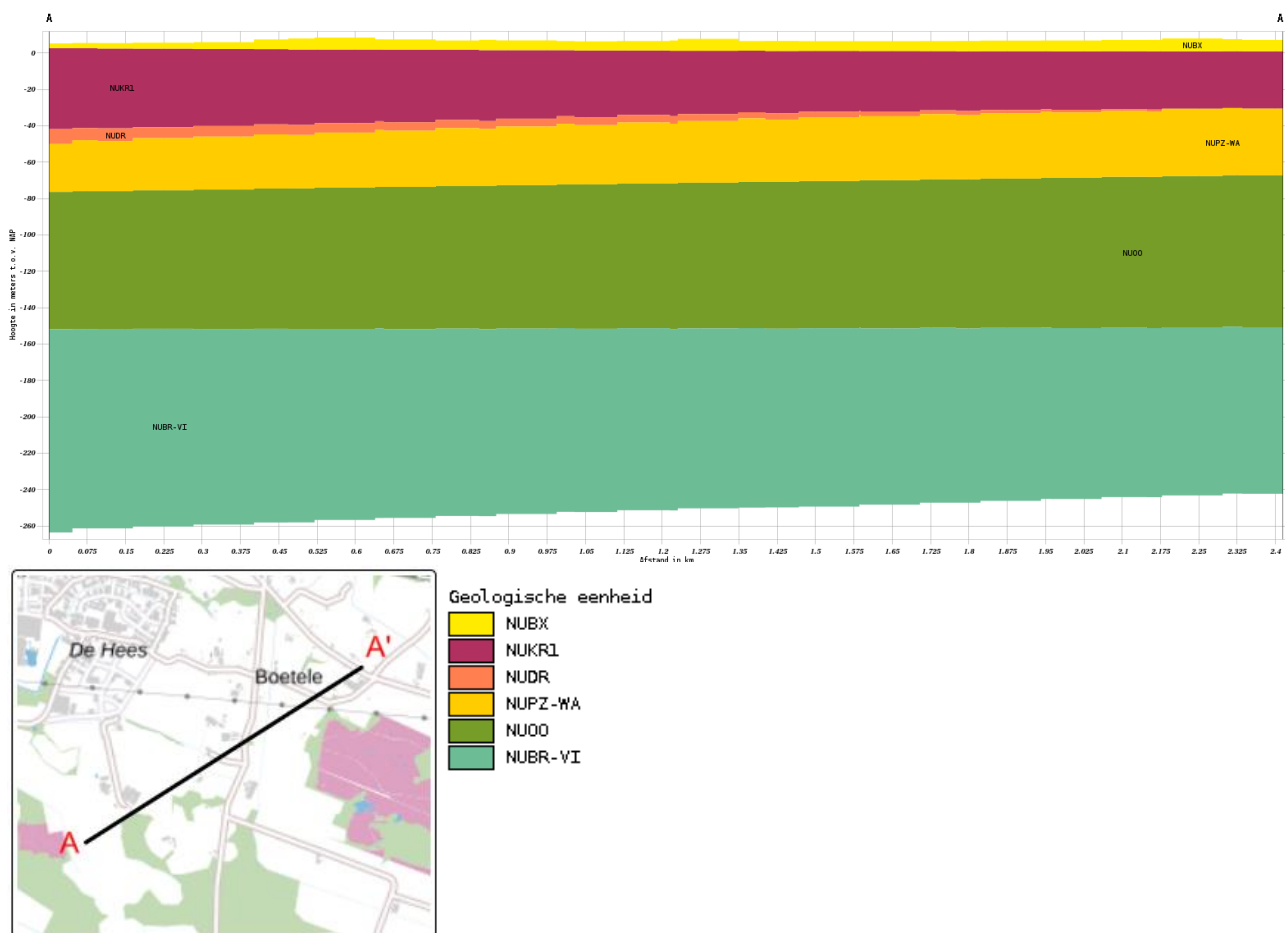 A A
NUBX
0
NUKR1
-20
-40
NUDR
NUPZ-WA
-60
-80
Hoogte in meters t.o.v. NAP
-100
NUOO
-120
-140
-160
-180
-200
NUBR-VI
-220
-240
-260
0 0.075 0.15 0.225 0.3 0.375 0.45 0.525 0.6 0.675 0.75 0.825 0.9 0.975 1.05 1.125 1.2 1.275 1.35 1.425 1.5 1.575 1.65 1.725 1.8 1.875 1.95 2.025 2.1 2.175 2.25 2.325 2.4
Afstand in km
De Hees
A'
Boetele
A
Geologische eenheid
NUBX
NUKR1
NUDR
NUPZ-WA
NUOO
NUBR-VI